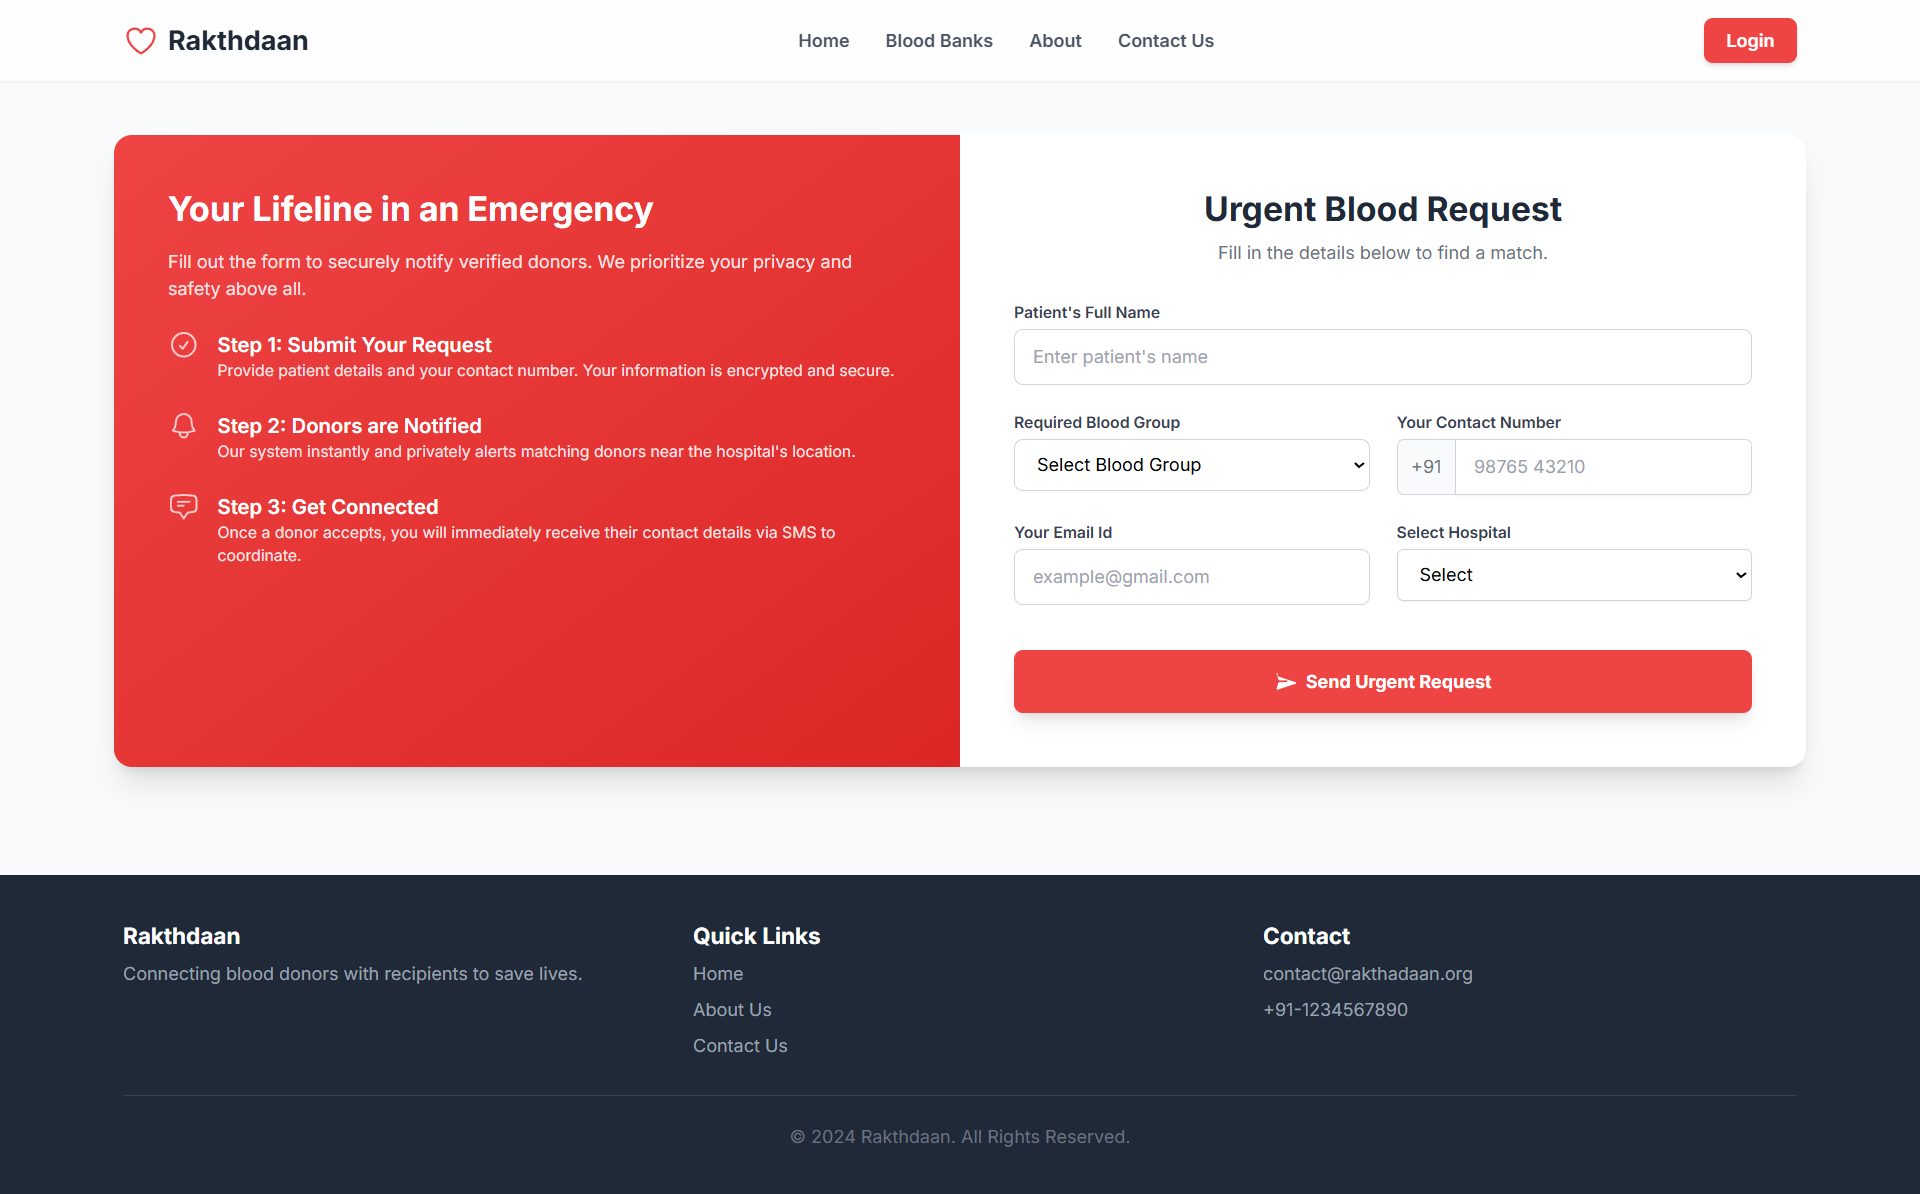 Rakthdaan
Home
Blood Banks
About
Contact Us
Login
Your Lifeline in an Emergency
Fill out the form to securely notify verified donors. We prioritize your privacy and
safety above all.
Step 1: Submit Your Request
Provide patient details and your contact number. Your information is encrypted and secure.
Step 2: Donors are Notified
Our system instantly and privately alerts matching donors near the hospital's location.
Step 3: Get Connected
Once a donor accepts, you will immediately receive their contact details via SMS to
coordinate.
Urgent Blood Request
Fill in the details below to find a match.
Patient's Full Name
Enter patient's name
Required Blood Group
Select Blood Group
Your Contact Number
+91
98765 43210
Your Email Id
example@gmail.com
Select Hospital
Select
Send Urgent Request
Rakthdaan
Connecting blood donors with recipients to save lives.
Quick Links
Home
About Us
Contact Us
Contact
contact@rakthadaan.org
+91-1234567890
© 2024 Rakthdaan. All Rights Reserved.